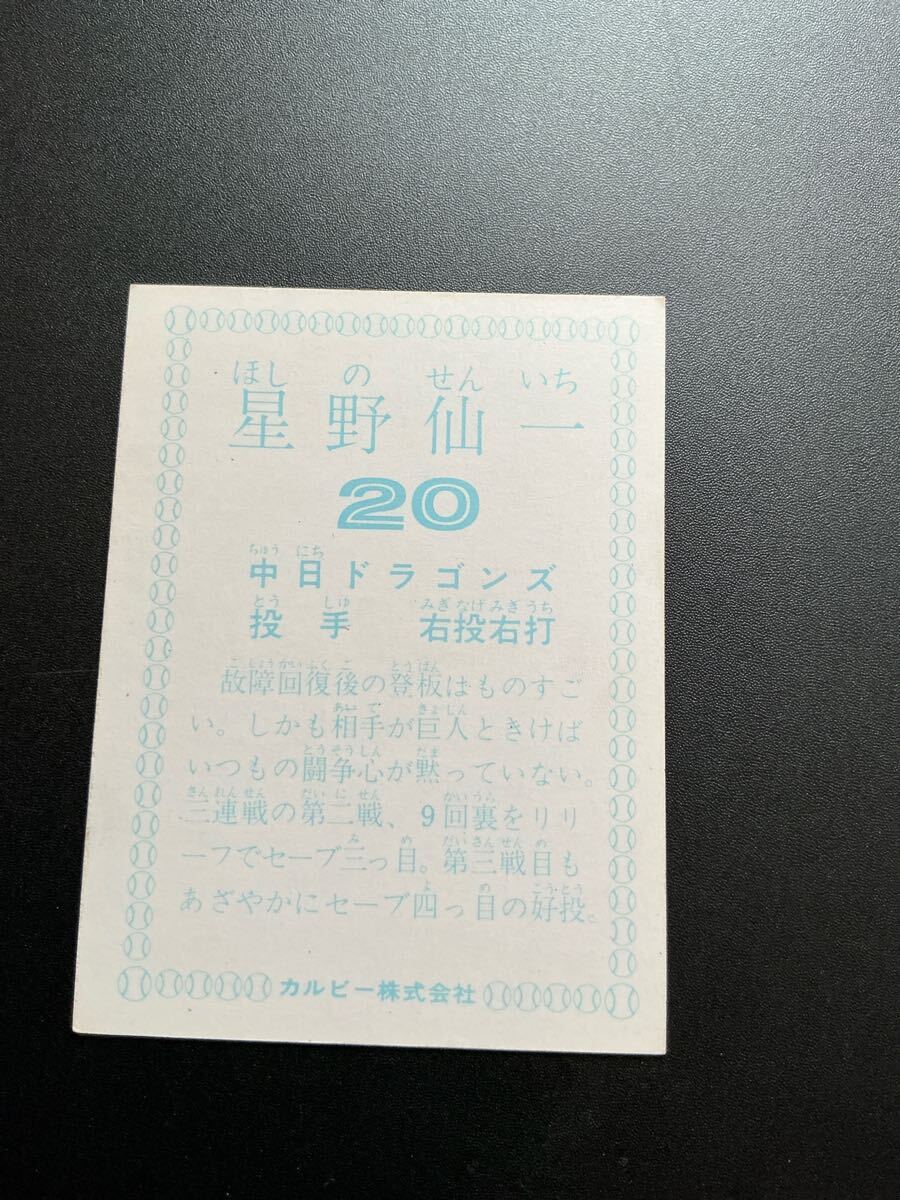 ほし の せん いち
星野仙一
20
ちゅう にち
中日ドラゴンズ
とう しゅ みぎ なげ みぎ うち
投手 右投右打
こ しょう かい ふく ご とう ばん
故障回復後の登板はものすご
あい て きょ じん
い。しかも相手が巨人ときけば
とう そう しん だま
いつもの闘争心が黙っていない。
さん れん せん だい に せん かい うら
三連戦の第二戦、9回裏をリリ
み め だい さん せん め
ーフでセーブ三っ目。第三戦目も
よ め こう とう
あざやかにセーブ四っ目の好投。
カルビー株式会社